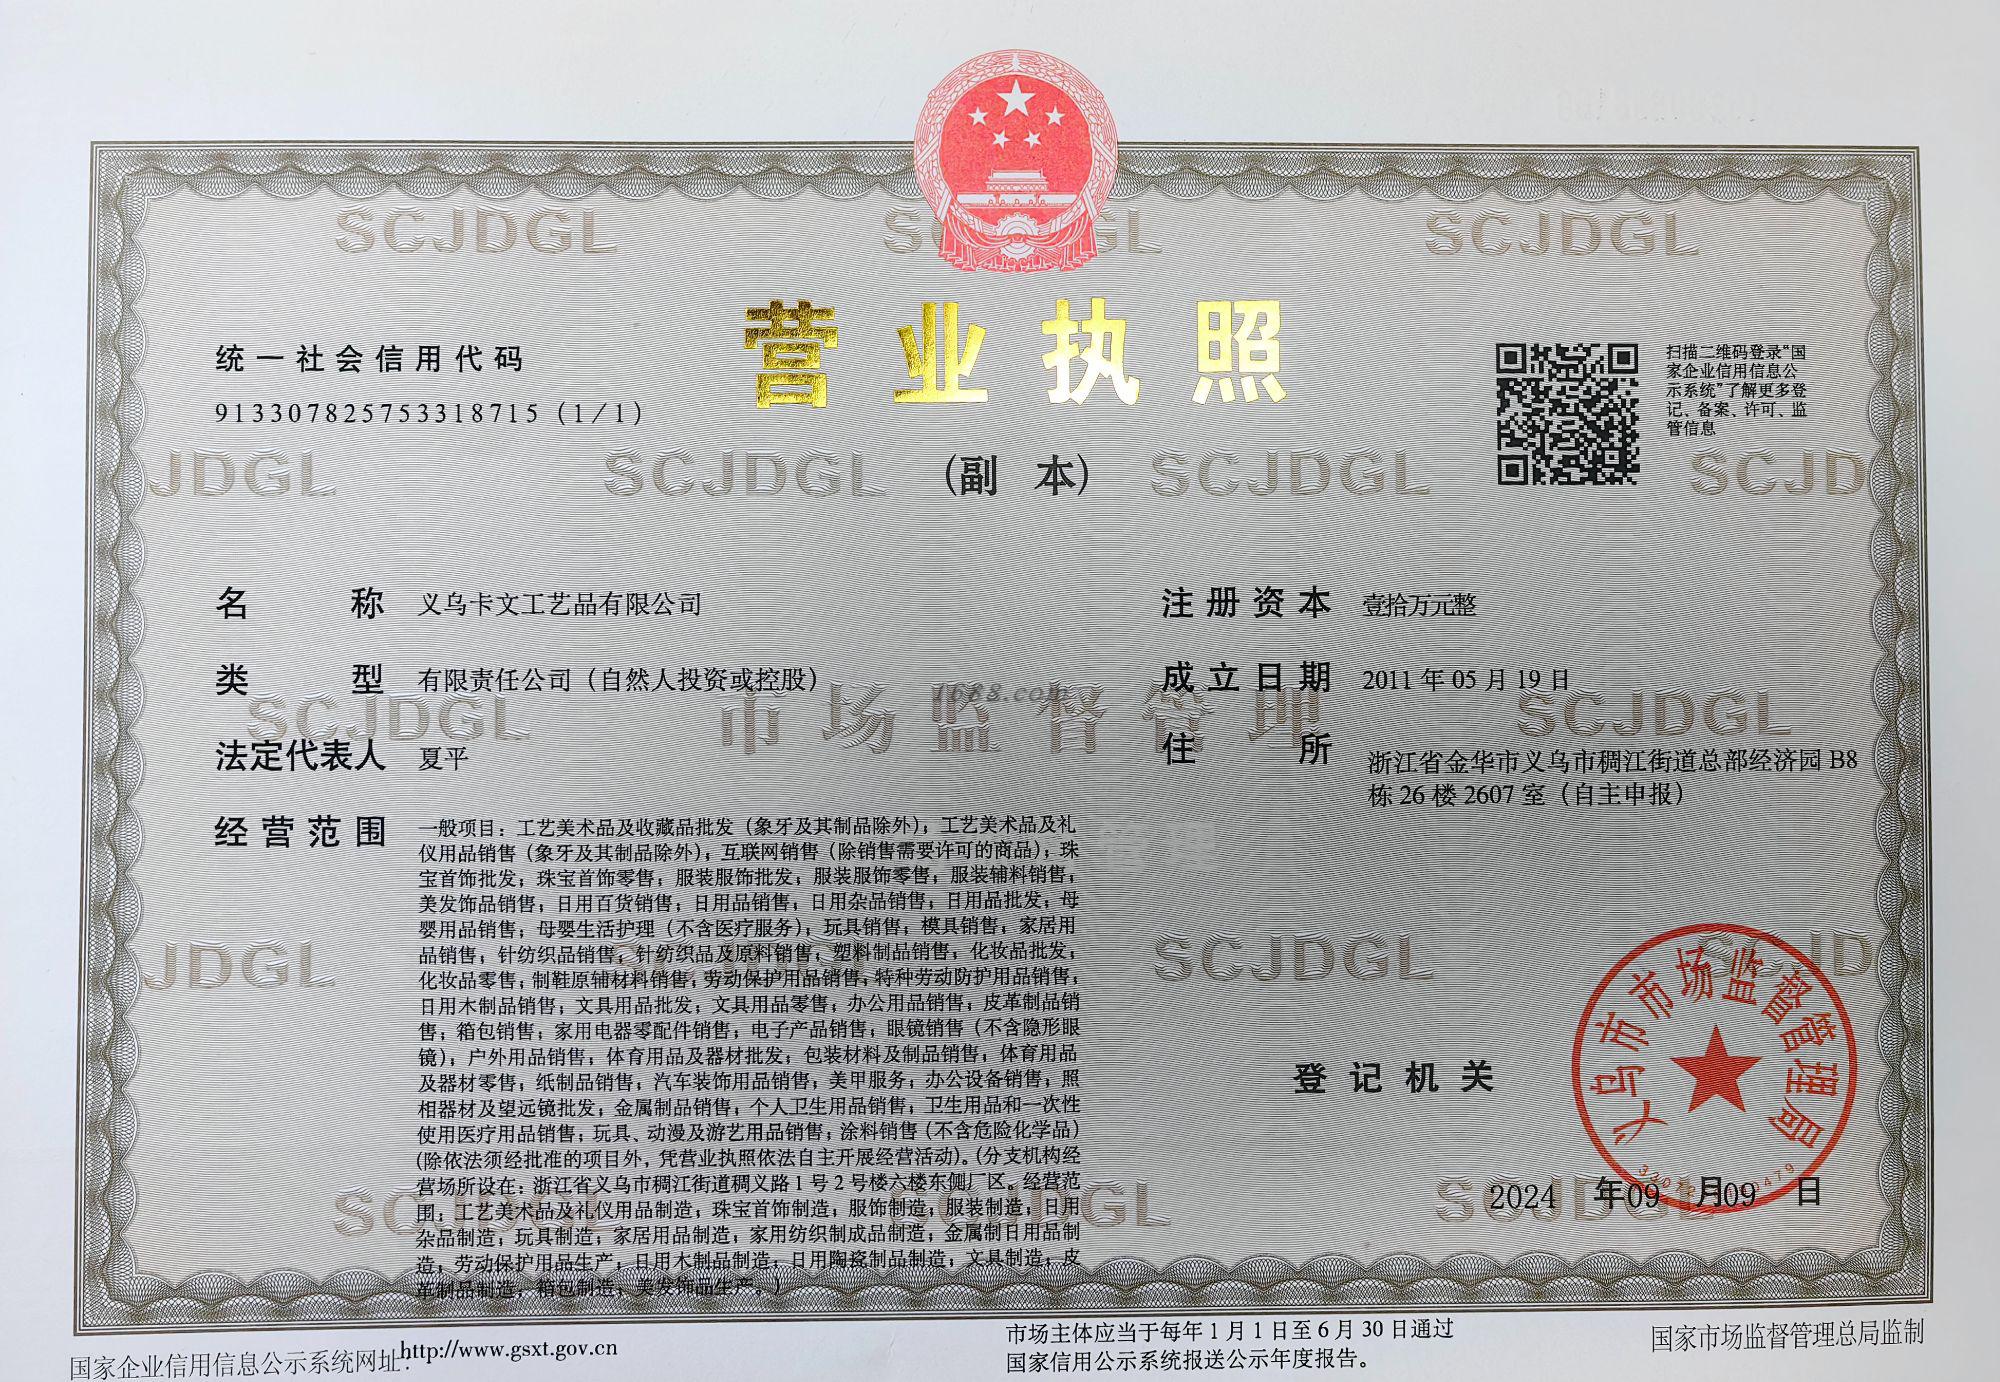 SCJDGL
营业执照
(副 本)
统一社会信用代码
913307825753318715 (1/1)
扫描二维码登录“国
家企业信用信息公
示系统”了解更多登
记、备案、许可、监
管信息
名 称 义乌卡文工艺品有限公司
类 型 有限责任公司（自然人投资或控股）
法定代表人 夏平
经营范围 一般项目：工艺美术品及收藏品批发（象牙及其制品除外）；工艺美术品及礼
仪用品销售（象牙及其制品除外）；互联网销售（除销售需要许可的商品）；珠
宝首饰批发；珠宝首饰零售；服装服饰批发；服装服饰零售；服装辅料销售；
美发饰品销售；日用百货销售；日用品销售；日用杂品销售；日用品批发；母
婴用品销售；母婴生活护理（不含医疗服务）；玩具销售；模具销售；家居用
品销售；针纺织品销售；针纺织品及原料销售；塑料制品销售；化妆品批发；
化妆品零售；制鞋原辅材料销售；劳动保护用品销售；特种劳动防护用品销售；
日用木制品销售；文具用品批发；文具用品零售；办公用品销售；皮革制品销
售；箱包销售；家用电器零配件销售；电子产品销售；眼镜销售（不含隐形眼
镜）；户外用品销售；体育用品及器材批发；包装材料及制品销售；体育用品
及器材零售；纸制品销售；汽车装饰用品销售；美甲服务；办公设备销售；照
相器材及望远镜批发；金属制品销售；个人卫生用品销售；卫生用品和一次性
使用医疗用品销售；玩具、动漫及游艺用品销售；涂料销售（不含危险化学品）
(除依法须经批准的项目外，凭营业执照依法自主开展经营活动)。(分支机构经
营场所设在：浙江省义乌市稠江街道稠义路1号2号楼六楼东侧厂区。经营范
围：工艺美术品及礼仪用品制造；珠宝首饰制造；服饰制造；服装制造；日用
杂品制造；玩具制造；家居用品制造；家用纺织制成品制造；金属制日用品制
造；劳动保护用品生产；日用木制品制造；日用陶瓷制品制造；文具制造；皮
革制品制造；箱包制造；美发饰品生产。）
注册资本 壹拾万元整
成立日期 2011 年 05 月 19 日
住 所 浙江省金华市义乌市稠江街道总部经济园 B8
栋 26 楼 2607 室（自主申报）
市场监督管理
1688.com
登记机关
义乌市市场监督管理局
2024 年09 月09 日
国家企业信用信息公示系统网址：http://www.gsxt.gov.cn
市场主体应当于每年 1 月 1 日至 6 月 30 日通过
国家信用公示系统报送公示年度报告。
国家市场监督管理总局监制